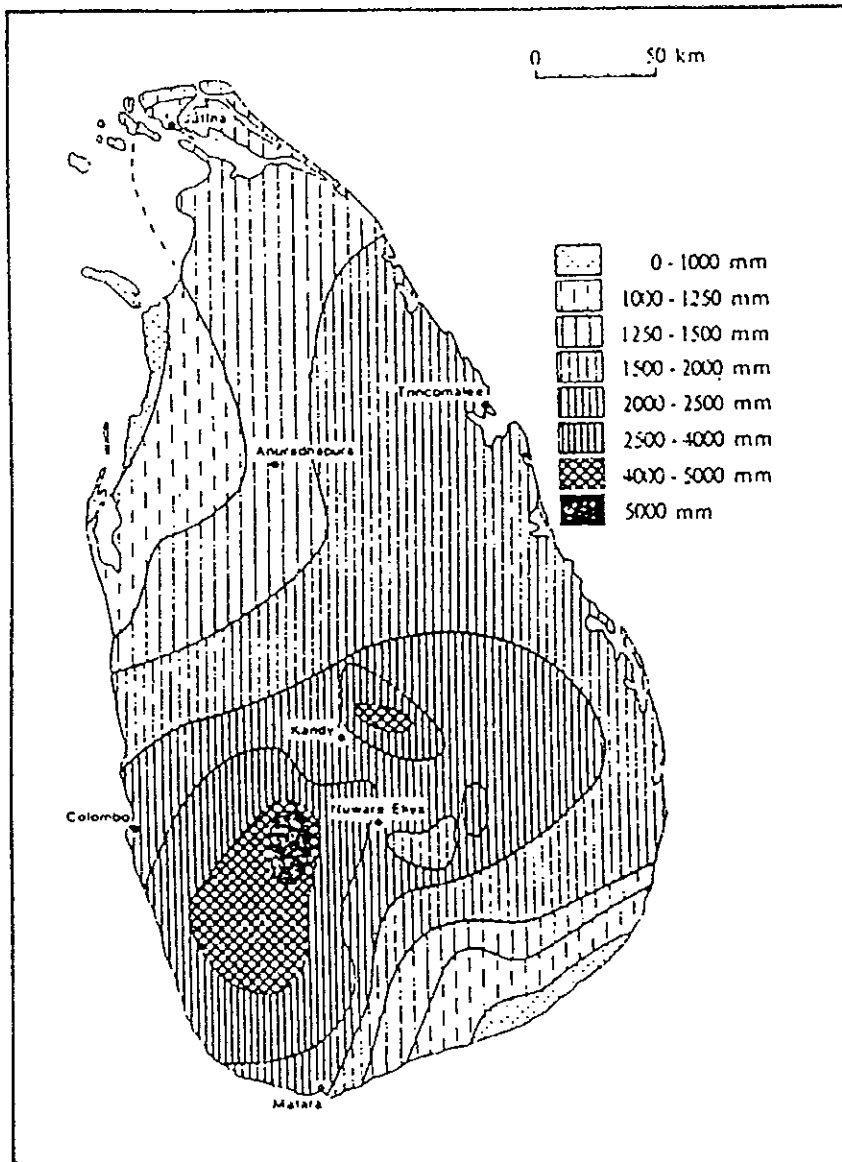 0 50 km
0 - 1000 mm
1000 - 1250 mm
1250 - 1500 mm
1500 - 2000 mm
2000 - 2500 mm
2500 - 4000 mm
4000 - 5000 mm
5000 mm
Trincomalee
Anuradhapura
Kandy
Nuwara Eliya
Colombo
Matara